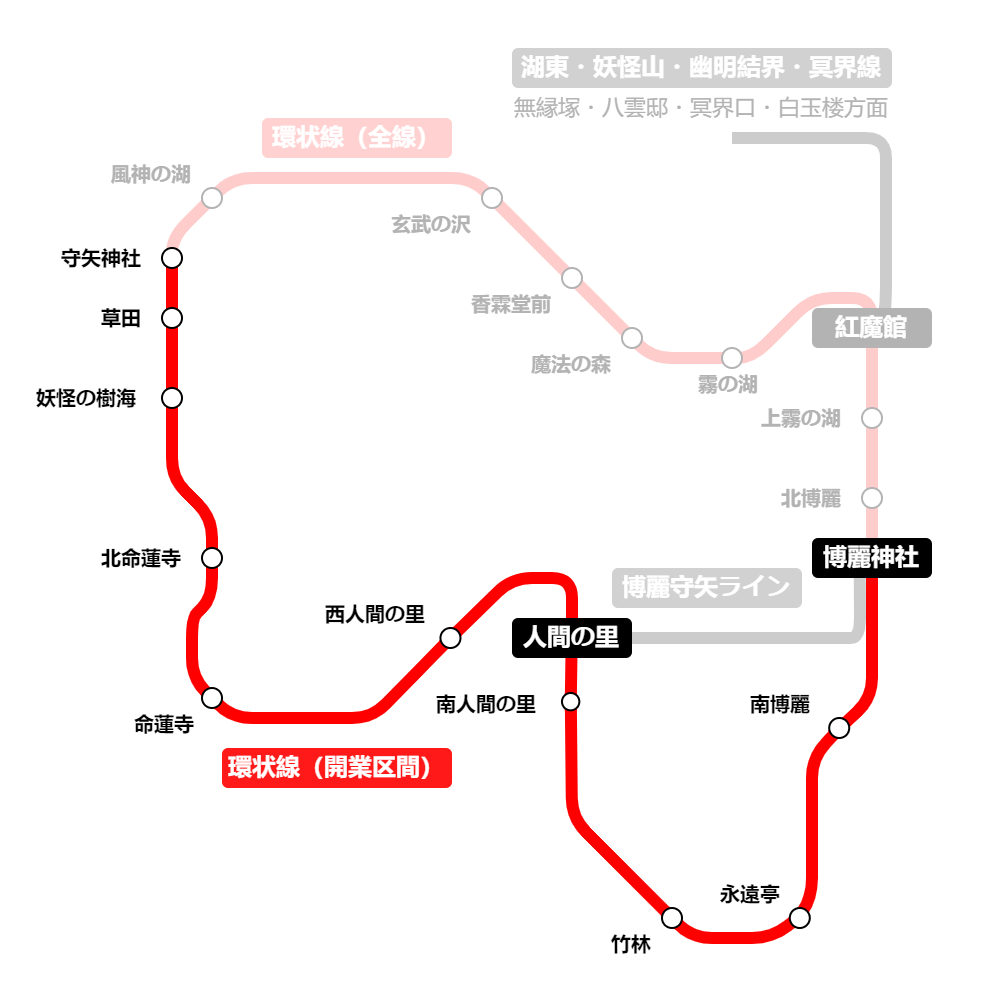 湖東・妖怪山・幽明結界・冥界線
無縁塚・八雲邸・冥界口・白玉楼方面
環状線（全線）
風神の湖
玄武の沢
守矢神社
香霖堂前
草田
紅魔館
魔法の森
霧の湖
妖怪の樹海
上霧の湖
北博麗
北命蓮寺
博麗神社
博麗守矢ライン
西人間の里
人間の里
南人間の里
南博麗
命蓮寺
環状線（開業区間）
永遠亭
竹林